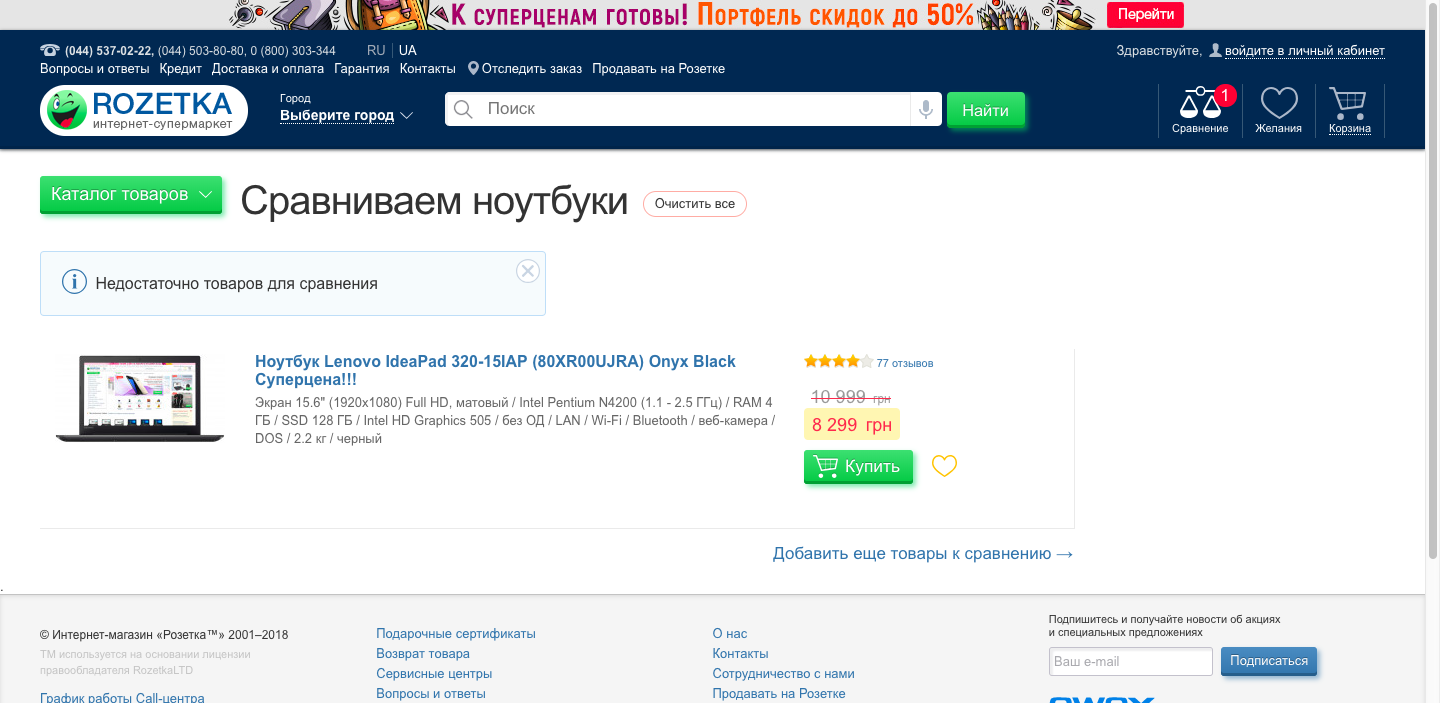 К суперценам готовы! Портфель скидок до 50% Перейти
(044) 537-02-22, (044) 503-80-80, 0 (800) 303-344 RU UA
Здравствуйте, войдите в личный кабинет
Вопросы и ответы Кредит Доставка и оплата Гарантия Контакты Отследить заказ Продавать на Розетке
ROZETKA
интернет-супермаркет
Город
Выберите город
Поиск
Найти
1
Сравнение
Желания
Корзина
Каталог товаров
Сравниваем ноутбуки
Очистить все
Недостаточно товаров для сравнения
Ноутбук Lenovo IdeaPad 320-15IAP (80XR00UJRA) Onyx Black
Суперцена!!!
Экран 15.6" (1920x1080) Full HD, матовый / Intel Pentium N4200 (1.1 - 2.5 ГГц) / RAM 4
ГБ / SSD 128 ГБ / Intel HD Graphics 505 / без ОД / LAN / Wi-Fi / Bluetooth / веб-камера /
DOS / 2.2 кг / черный
77 отзывов
10 999 грн
8 299 грн
Купить
Добавить еще товары к сравнению →
.
© Интернет-магазин «Розетка™» 2001–2018
ТМ используется на основании лицензии
правообладателя RozetkaLTD
График работы Call-центра
Подарочные сертификаты
Возврат товара
Сервисные центры
Вопросы и ответы
О нас
Контакты
Сотрудничество с нами
Продавать на Розетке
Подпишитесь и получайте новости об акциях
и специальных предложениях
Ваш e-mail
Подписаться